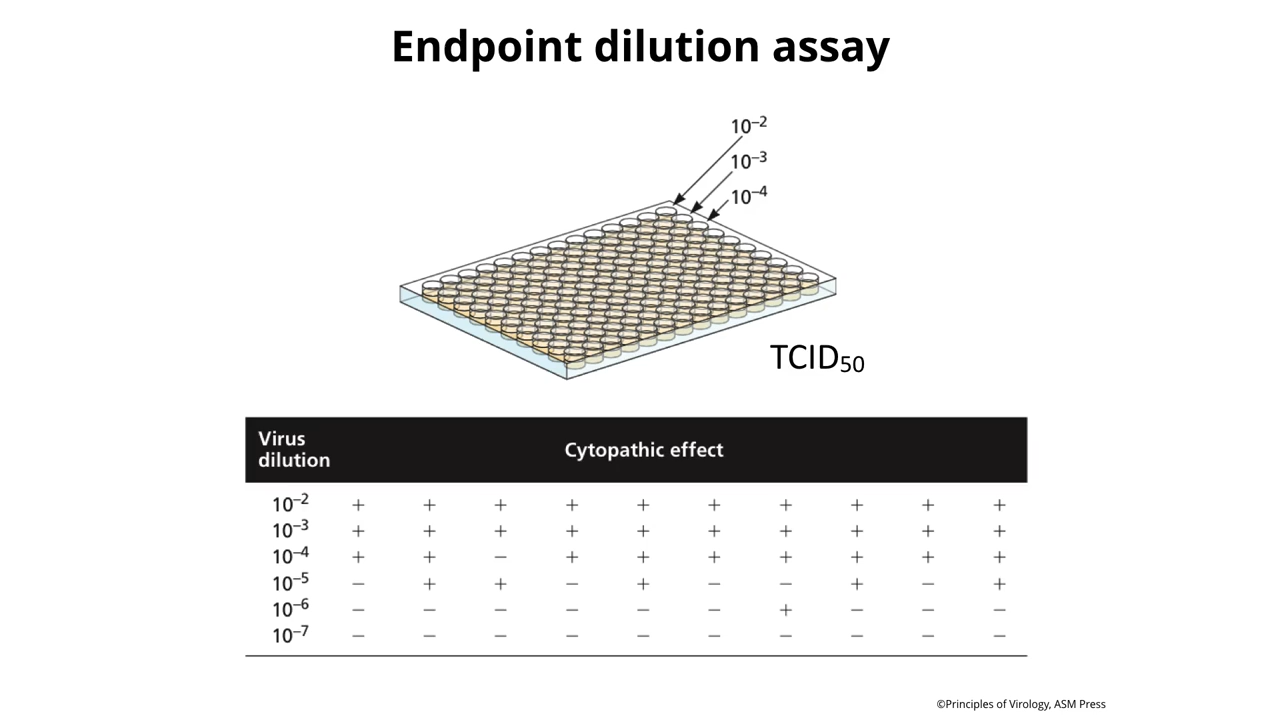 Endpoint dilution assay
10⁻²
10⁻³
10⁻⁴
TCID₅₀
Virus
dilution
Cytopathic effect
10⁻² + + + + + + + + + +
10⁻³ + + + + + + + + + +
10⁻⁴ + + – + + + + + + +
10⁻⁵ – + + – + – – + – +
10⁻⁶ – – – – – – + – – –
10⁻⁷ – – – – – – – – – –
©Principles of Virology, ASM Press